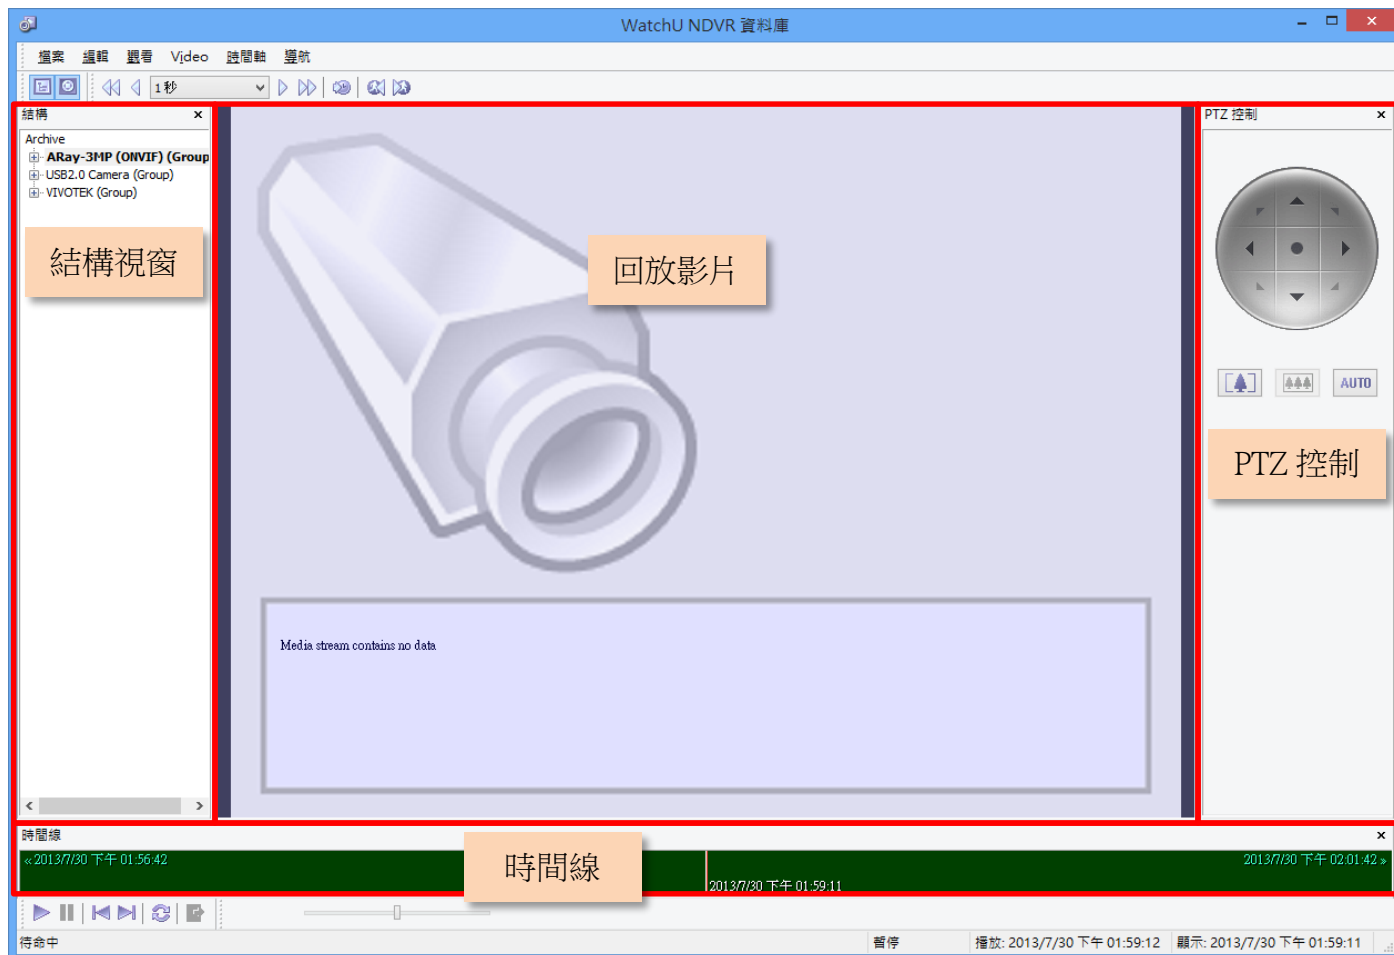 WatchU NDVR 資料庫
檔案 編輯 觀看 Video 時間軸 導航
1 秒
結構
Archive
ARay-3MP (ONVIF) (Group
USB2.0 Camera (Group)
VIVOTEK (Group)
結構視窗
回放影片
Media stream contains no data
PTZ 控制
AUTO
PTZ 控制
時間線
«2013/7/30 下午 01:56:42
2013/7/30 下午 02:01:42 »
時間線
2013/7/30 下午 01:59:11
待命中
暫停
播放: 2013/7/30 下午 01:59:12
顯示: 2013/7/30 下午 01:59:11